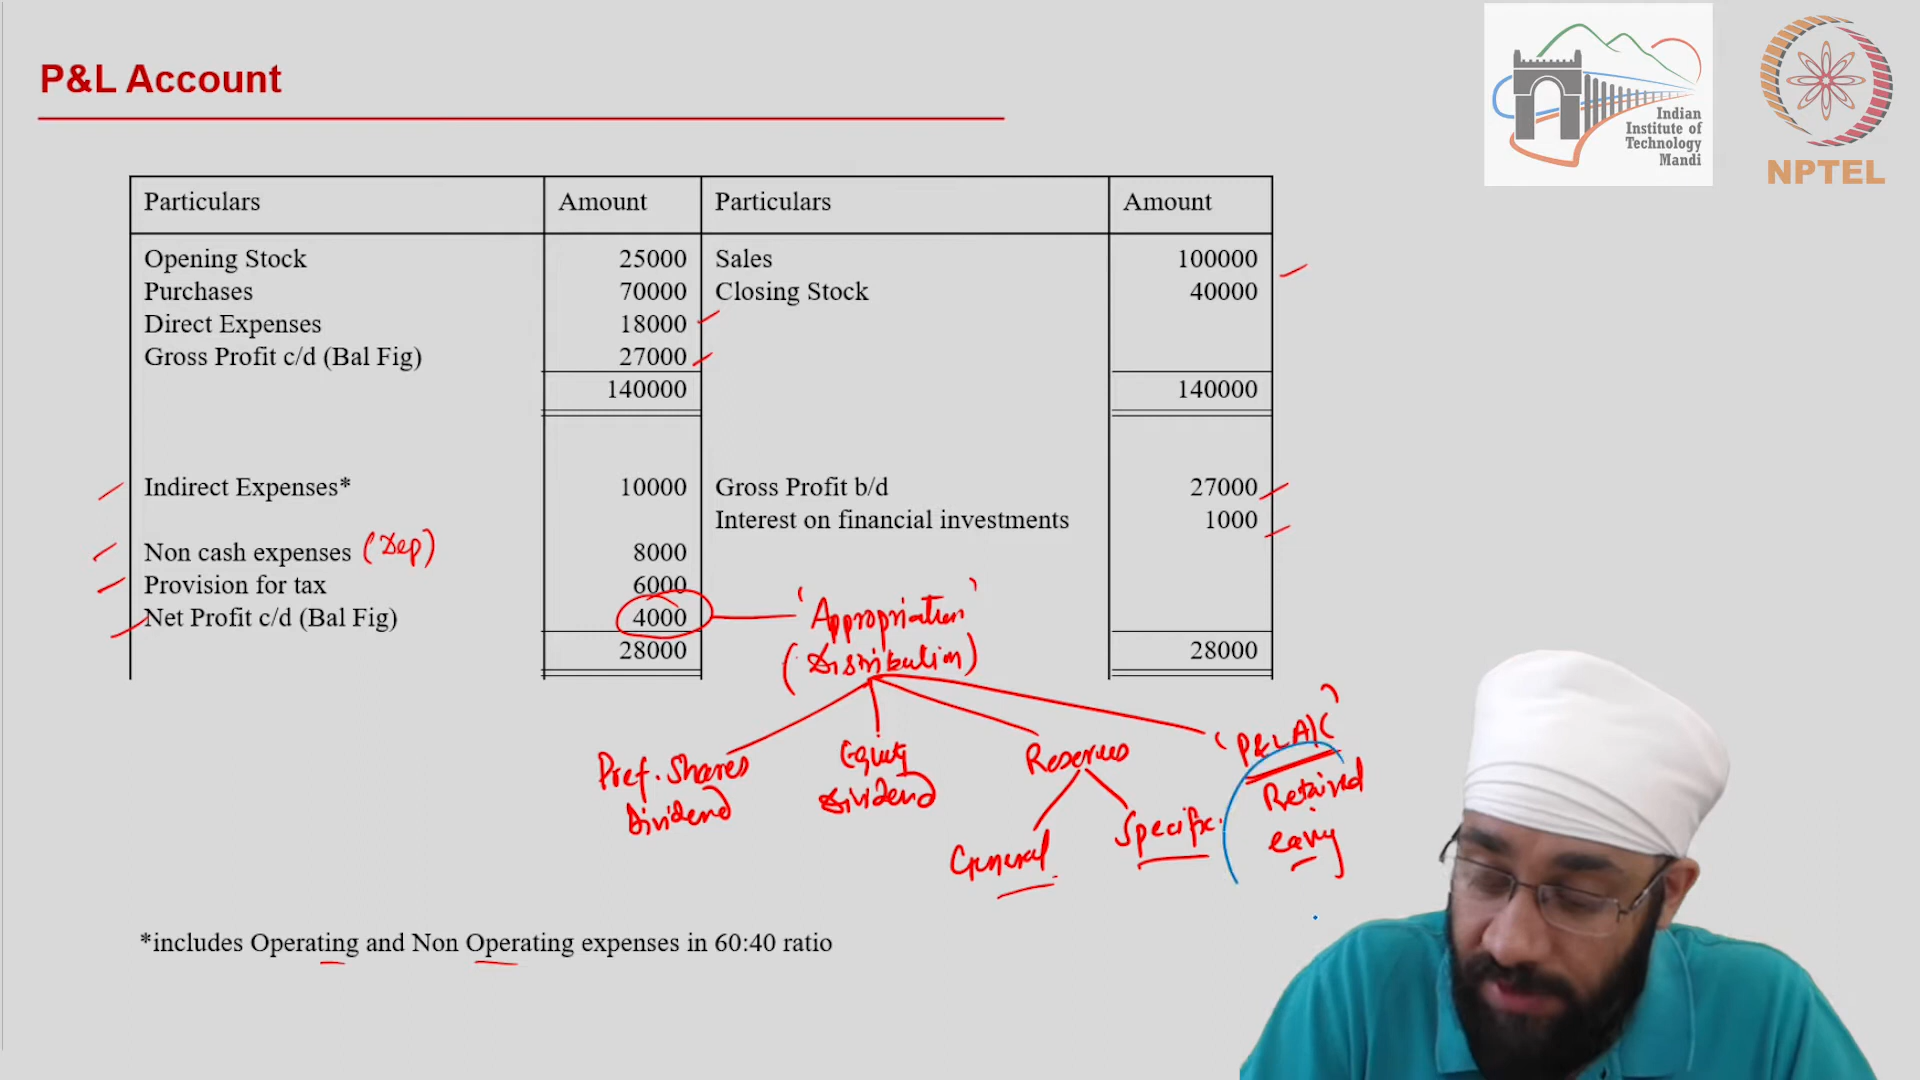 P&L Account
Indian
Institute of
Technology
Mandi
NPTEL
Particulars Amount Particulars Amount
Opening Stock 25000 Sales 100000
Purchases 70000 Closing Stock 40000
Direct Expenses 18000
Gross Profit c/d (Bal Fig) 27000
140000 140000
Indirect Expenses* 10000 Gross Profit b/d 27000
Interest on financial investments 1000
Non cash expenses (Dep) 8000
Provision for tax 6000
Net Profit c/d (Bal Fig) 4000
28000 28000
'Appropriation'
(Distribution)
Pref. Shares
Dividend
Equity
Dividend
Reserves
General
Specific
'P&L A/C'
Retained
*includes Operating and Non Operating expenses in 60:40 ratio